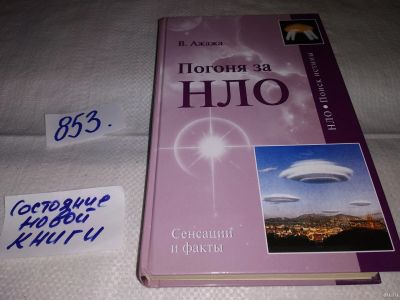 853.
Состояние
новой
книги
В. Ажажа
Погоня за
НЛО
Сенсации
и факты
НЛО • Поиск истины